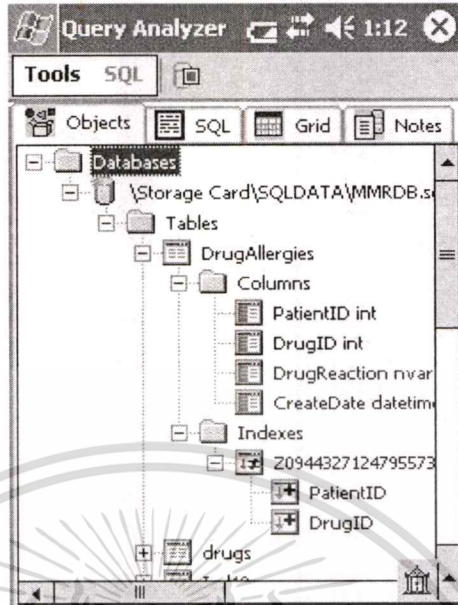 Query Analyzer 1:12
Tools SQL
Objects SQL Grid Notes
Databases
\Storage Card\SQLDATA\MMRDB.s
Tables
DrugAllergies
Columns
PatientID int
DrugID int
DrugReaction nvar
CreateDate datetim
Indexes
Z0944327124795573
PatientID
DrugID
drugs